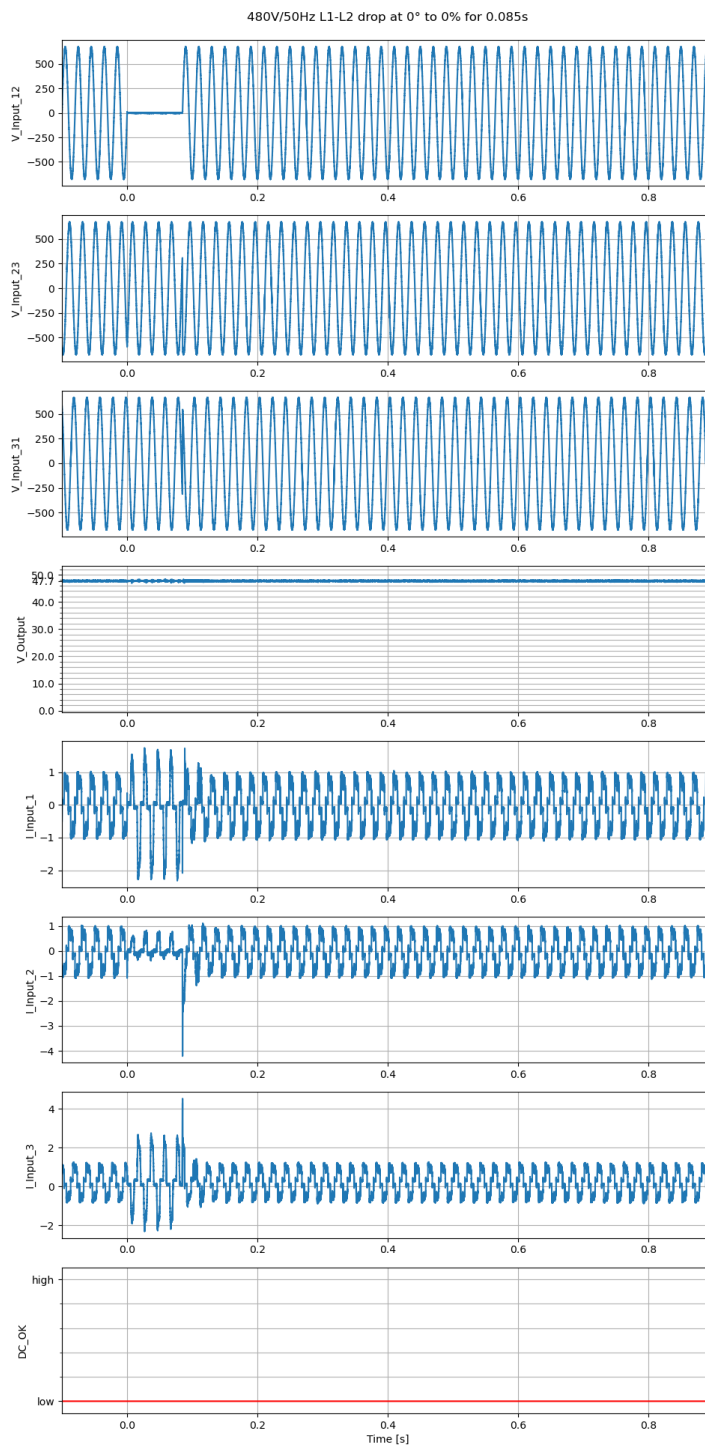 480V/50Hz L1-L2 drop at 0° to 0% for 0.085s
V_Input_12
500
250
0
−250
−500
0.0 0.2 0.4 0.6 0.8
V_Input_23
500
250
0
−250
−500
0.0 0.2 0.4 0.6 0.8
V_Input_31
500
250
0
−250
−500
0.0 0.2 0.4 0.6 0.8
V_Output
50.0
47.7
40.0
30.0
20.0
10.0
0.0
0.0 0.2 0.4 0.6 0.8
I_Input_1
1
0
−1
−2
0.0 0.2 0.4 0.6 0.8
I_Input_2
1
0
−1
−2
−3
−4
0.0 0.2 0.4 0.6 0.8
I_Input_3
4
2
0
−2
0.0 0.2 0.4 0.6 0.8
DC_OK
high
low
0.0 0.2 0.4 0.6 0.8
Time [s]